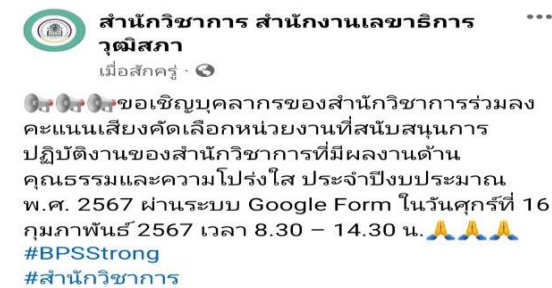 สำนักวิชาการ สำนักงานเลขาธิการ
วุฒิสภา
เมื่อสักครู่ ·
ขอเชิญบุคลากรของสำนักวิชาการร่วมลง
คะแนนเสียงคัดเลือกหน่วยงานที่สนับสนุนการ
ปฏิบัติงานของสำนักวิชาการที่มีผลงานด้าน
คุณธรรมและความโปร่งใส ประจำปีงบประมาณ
พ.ศ. 2567 ผ่านระบบ Google Form ในวันศุกร์ที่ 16
กุมภาพันธ์ 2567 เวลา 8.30 – 14.30 น.🙏🙏🙏
#BPSStrong
#สำนักวิชาการ